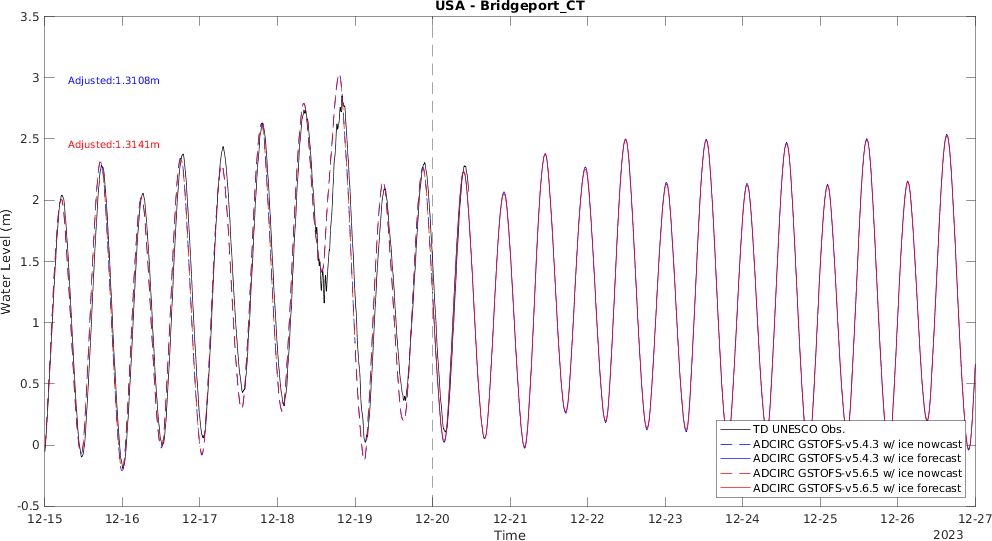 USA - Bridgeport_CT
3.5
3
2.5
2
1.5
1
0.5
0
-0.5
Water Level (m)
Adjusted:1.3108m
Adjusted:1.3141m
TD UNESCO Obs.
ADCIRC GSTOFS-v5.4.3 w/ ice nowcast
ADCIRC GSTOFS-v5.4.3 w/ ice forecast
ADCIRC GSTOFS-v5.6.5 w/ ice nowcast
ADCIRC GSTOFS-v5.6.5 w/ ice forecast
12-15 12-16 12-17 12-18 12-19 12-20 12-21 12-22 12-23 12-24 12-25 12-26 12-27
Time
2023